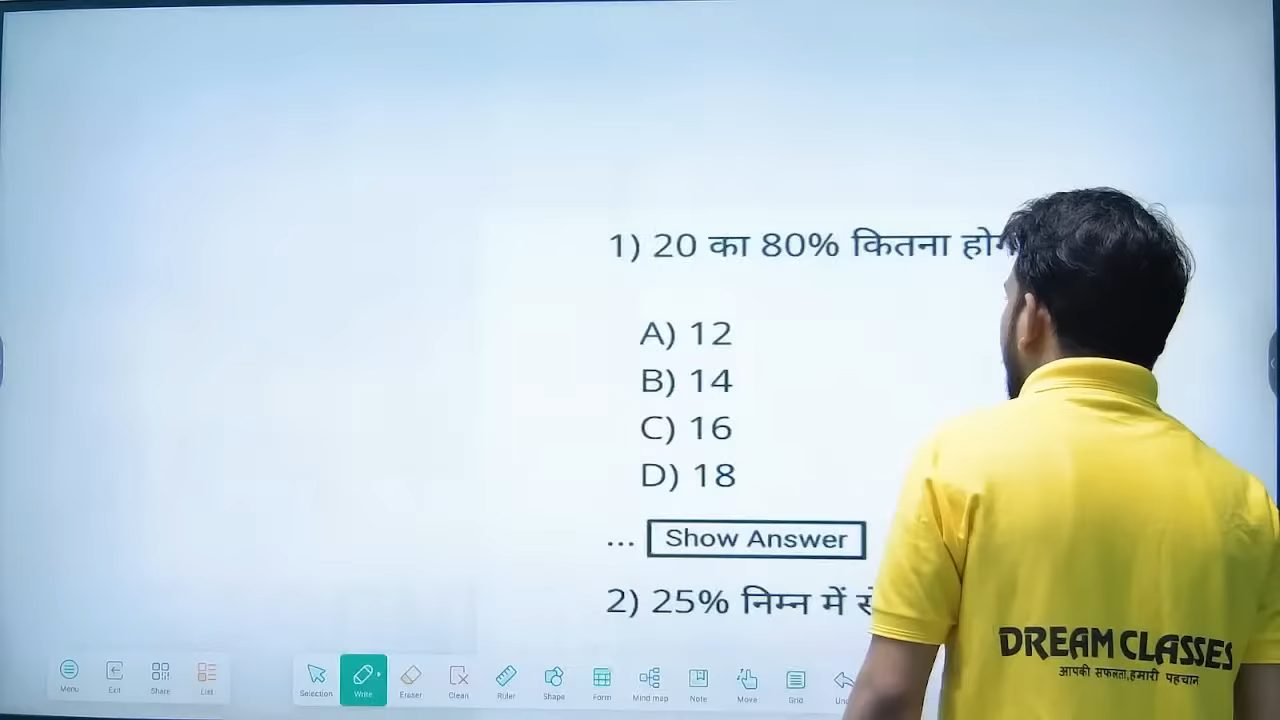 1) 20 का 80% कितना
A) 12
B) 14
C) 16
D) 18
... Show Answer
2) 25% निम्न में
DREAM CLASSES
आपकी सफलता,हमारी पहचान
Menu Exit Share List Selection Write Eraser Clean Ruler Shape Form Mind map Note Move Grid